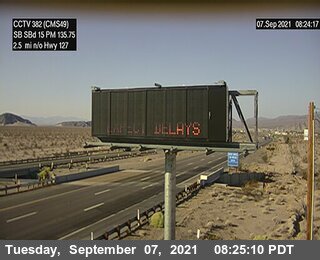 CCTV 382 (CMS49)
SB SBd 15 PM 135.75
2.5 mi n/o Hwy 127
07.Sep 2021 08:24:17
EXPECT DELAYS
Tuesday, September 07, 2021 08:25:10 PDT